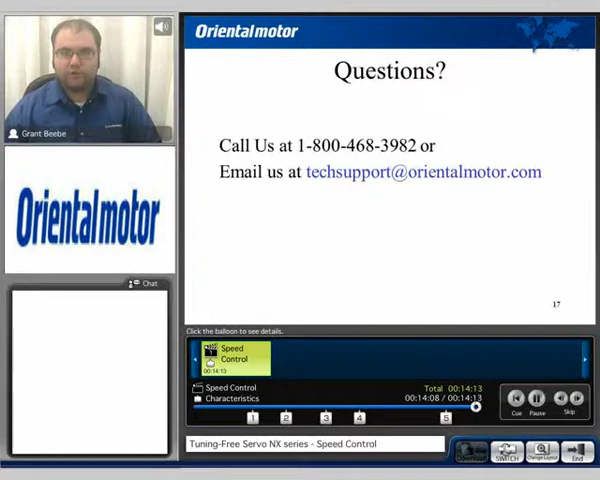 Grant Beebe
Orientalmotor
Chat
Orientalmotor
Questions?
Call Us at 1-800-468-3982 or
Email us at techsupport@orientalmotor.com
17
Click the balloon to see details.
Speed
Control
00:14:13
Speed Control
Total 00:14:13
Characteristics
00:14:08 / 00:14:13
1 2 3 4 5
Cue Pause Skip
Tuning-Free Servo NX series - Speed Control
SWITCH Change Layout End